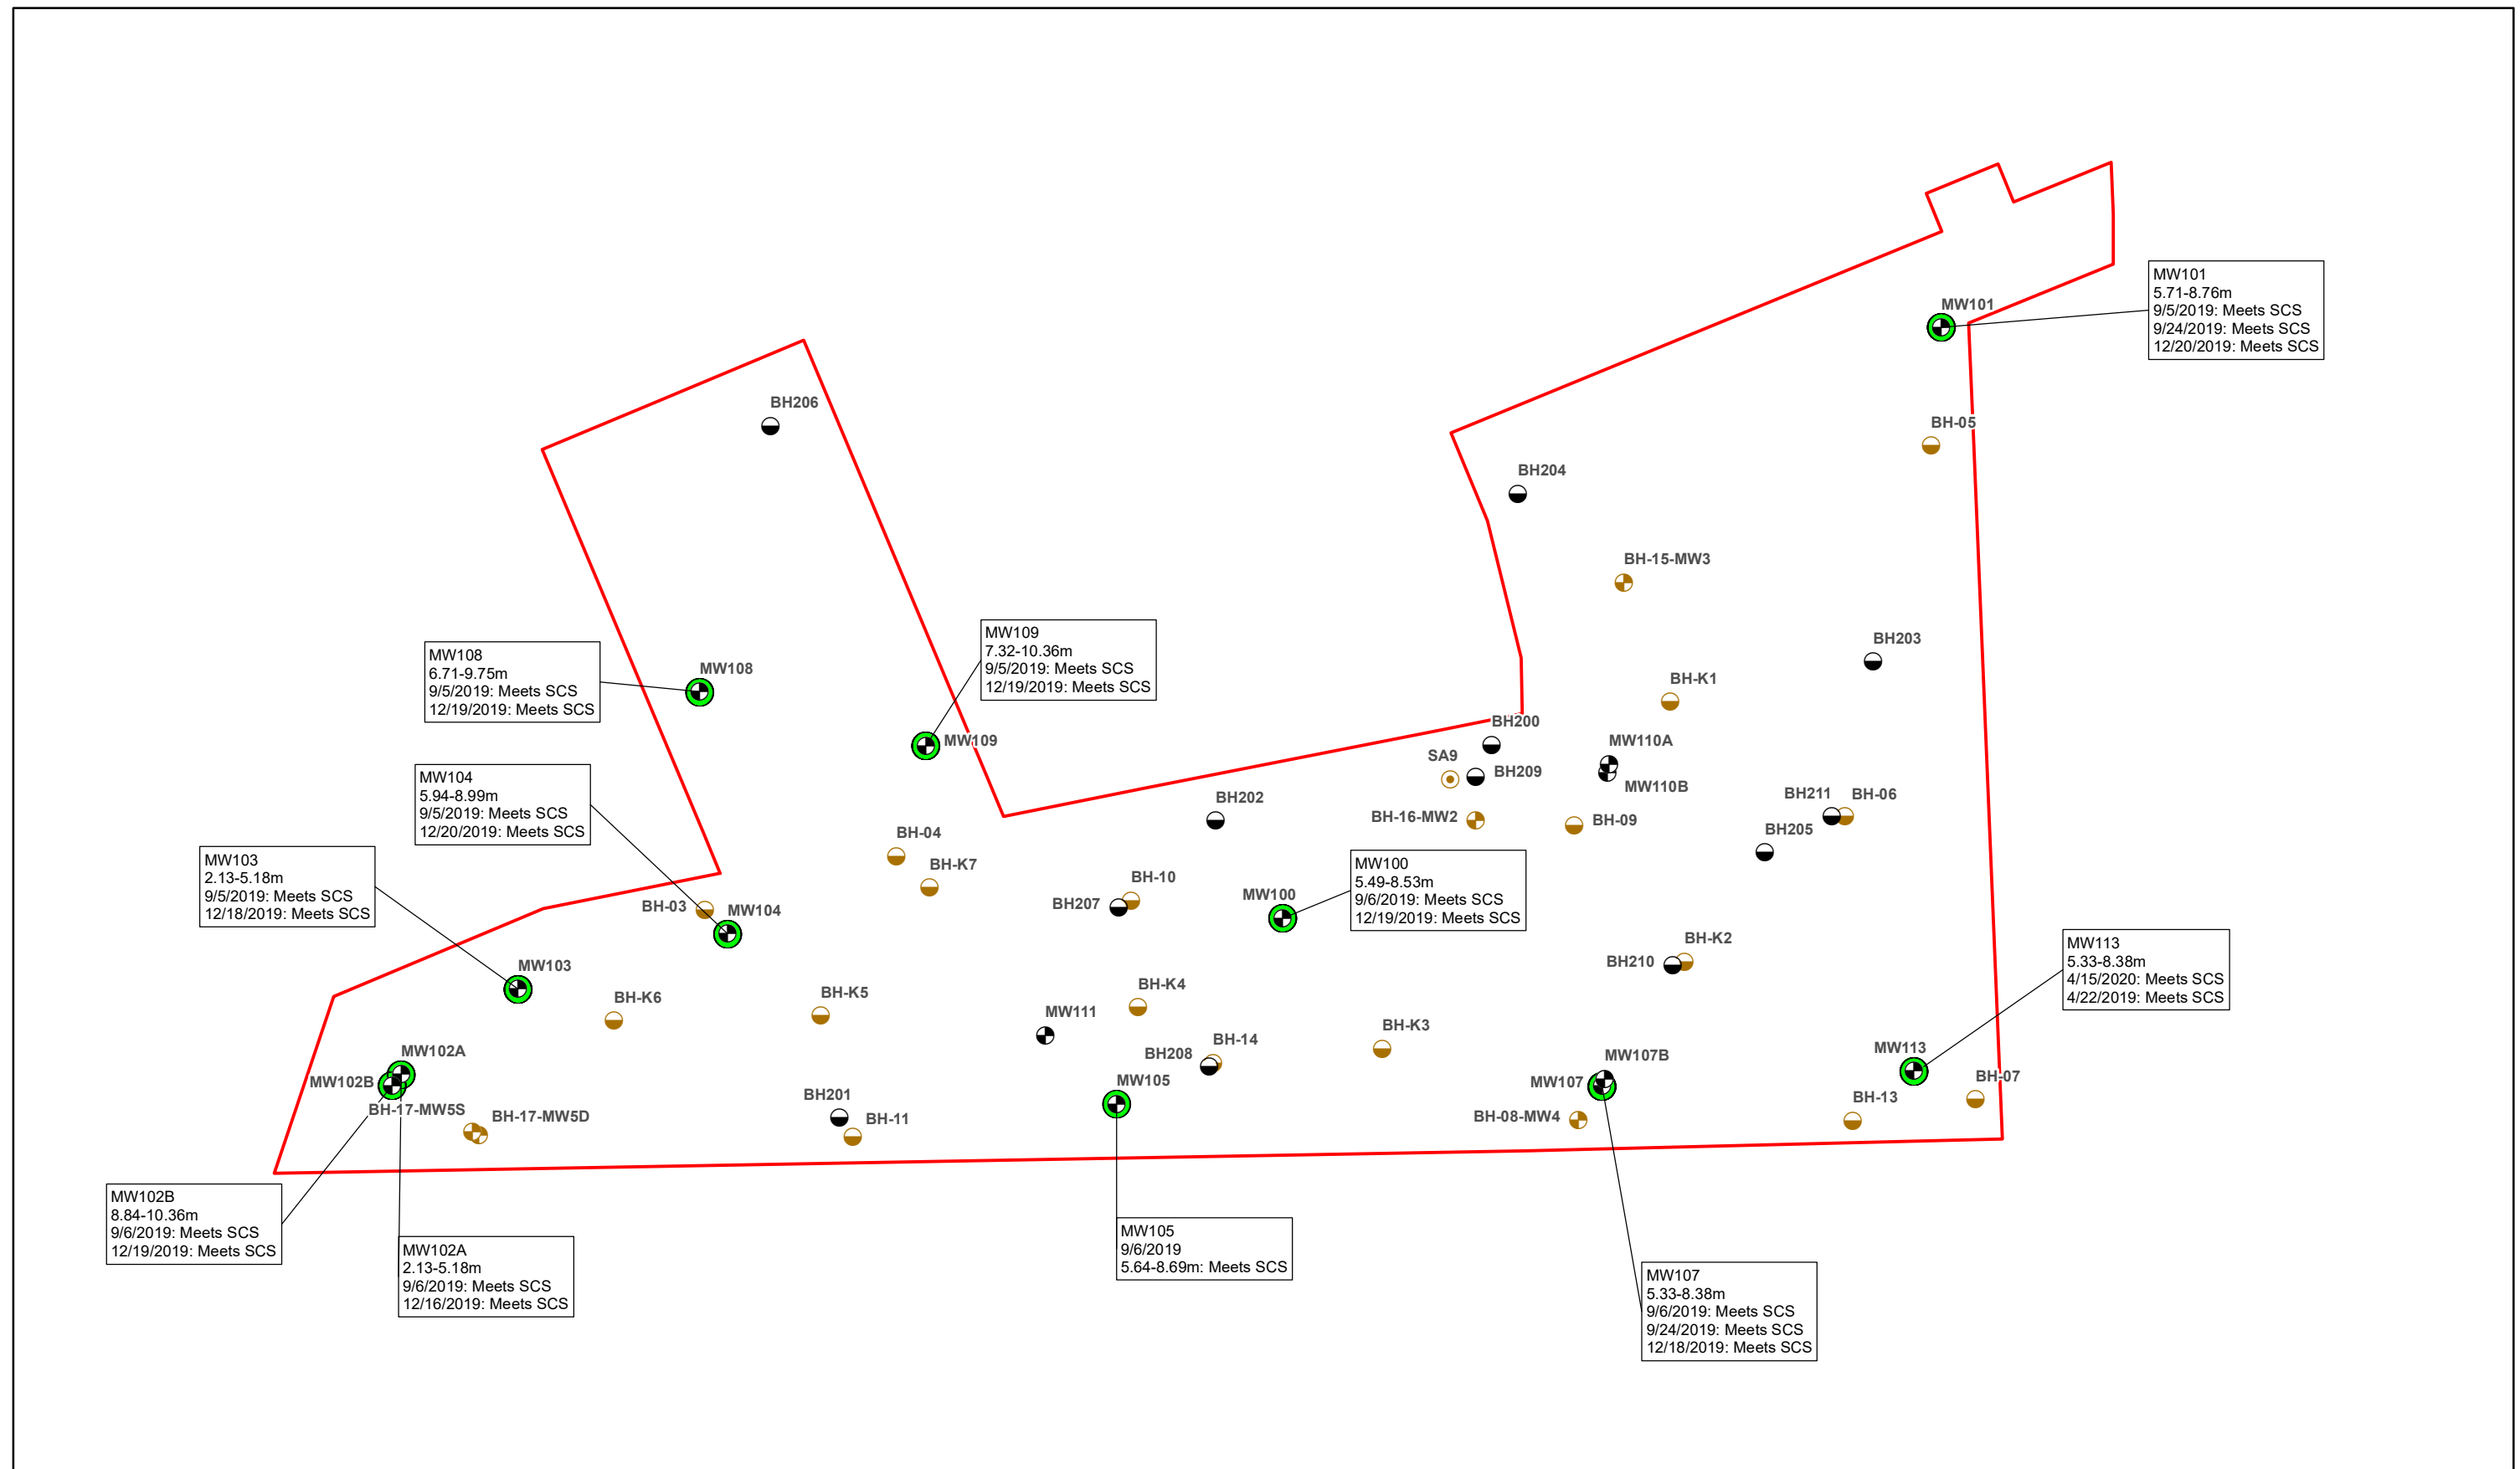 MW101
MW101
5.71-8.76m
9/5/2019: Meets SCS
9/24/2019: Meets SCS
12/20/2019: Meets SCS
BH206
BH-05
BH204
BH-15-MW3
MW109
7.32-10.36m
9/5/2019: Meets SCS
12/19/2019: Meets SCS
MW108
6.71-9.75m
9/5/2019: Meets SCS
12/19/2019: Meets SCS
MW108
BH203
BH-K1
BH200
MW109
MW110A
SA9
BH209
MW110B
MW104
5.94-8.99m
9/5/2019: Meets SCS
12/20/2019: Meets SCS
BH202
BH-16-MW2
BH-09
BH211
BH-06
BH205
BH-04
BH-K7
MW103
2.13-5.18m
9/5/2019: Meets SCS
12/18/2019: Meets SCS
MW100
5.49-8.53m
9/6/2019: Meets SCS
12/19/2019: Meets SCS
BH-10
BH207
MW100
BH-03
MW104
BH-K2
BH210
MW113
5.33-8.38m
4/15/2020: Meets SCS
4/22/2019: Meets SCS
MW103
BH-K6
BH-K5
BH-K4
MW111
BH-K3
BH-14
BH208
MW102A
MW102B
MW105
MW107B
MW107
MW113
BH-07
BH-13
BH-17-MW5S
BH-17-MW5D
BH201
BH-11
BH-08-MW4
MW102B
8.84-10.36m
9/6/2019: Meets SCS
12/19/2019: Meets SCS
MW102A
2.13-5.18m
9/6/2019: Meets SCS
12/16/2019: Meets SCS
MW105
9/6/2019
5.64-8.69m: Meets SCS
MW107
5.33-8.38m
9/6/2019: Meets SCS
9/24/2019: Meets SCS
12/18/2019: Meets SCS